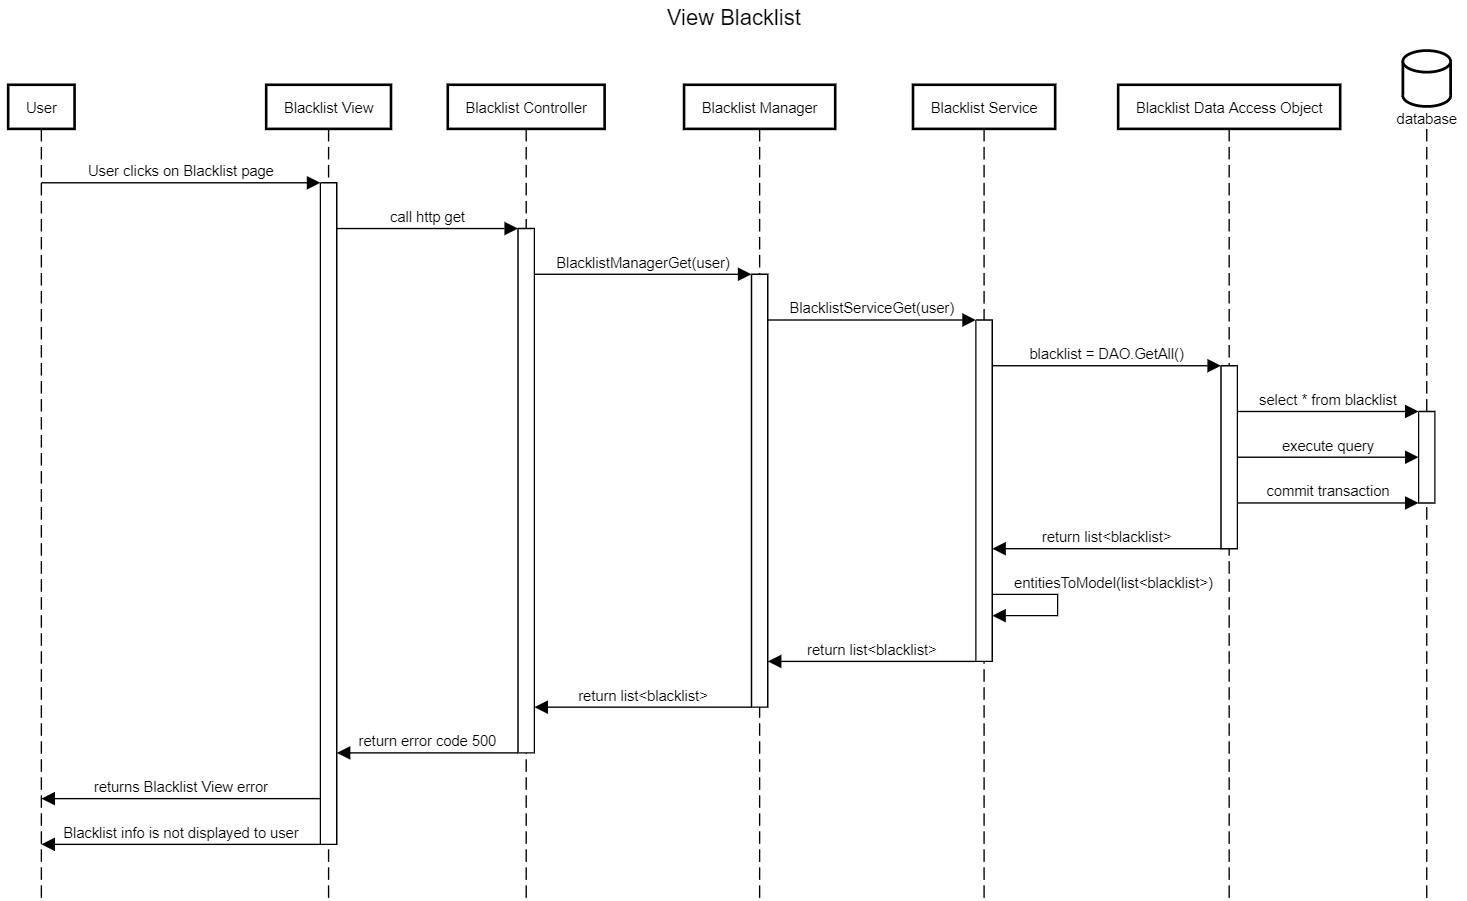 View Blacklist
User
Blacklist View
Blacklist Controller
Blacklist Manager
Blacklist Service
Blacklist Data Access Object
database
User clicks on Blacklist page
call http get
BlacklistManagerGet(user)
BlacklistServiceGet(user)
blacklist = DAO.GetAll()
select * from blacklist
execute query
commit transaction
return list<blacklist>
entitiesToModel(list<blacklist>)
return list<blacklist>
return list<blacklist>
return error code 500
returns Blacklist View error
Blacklist info is not displayed to user